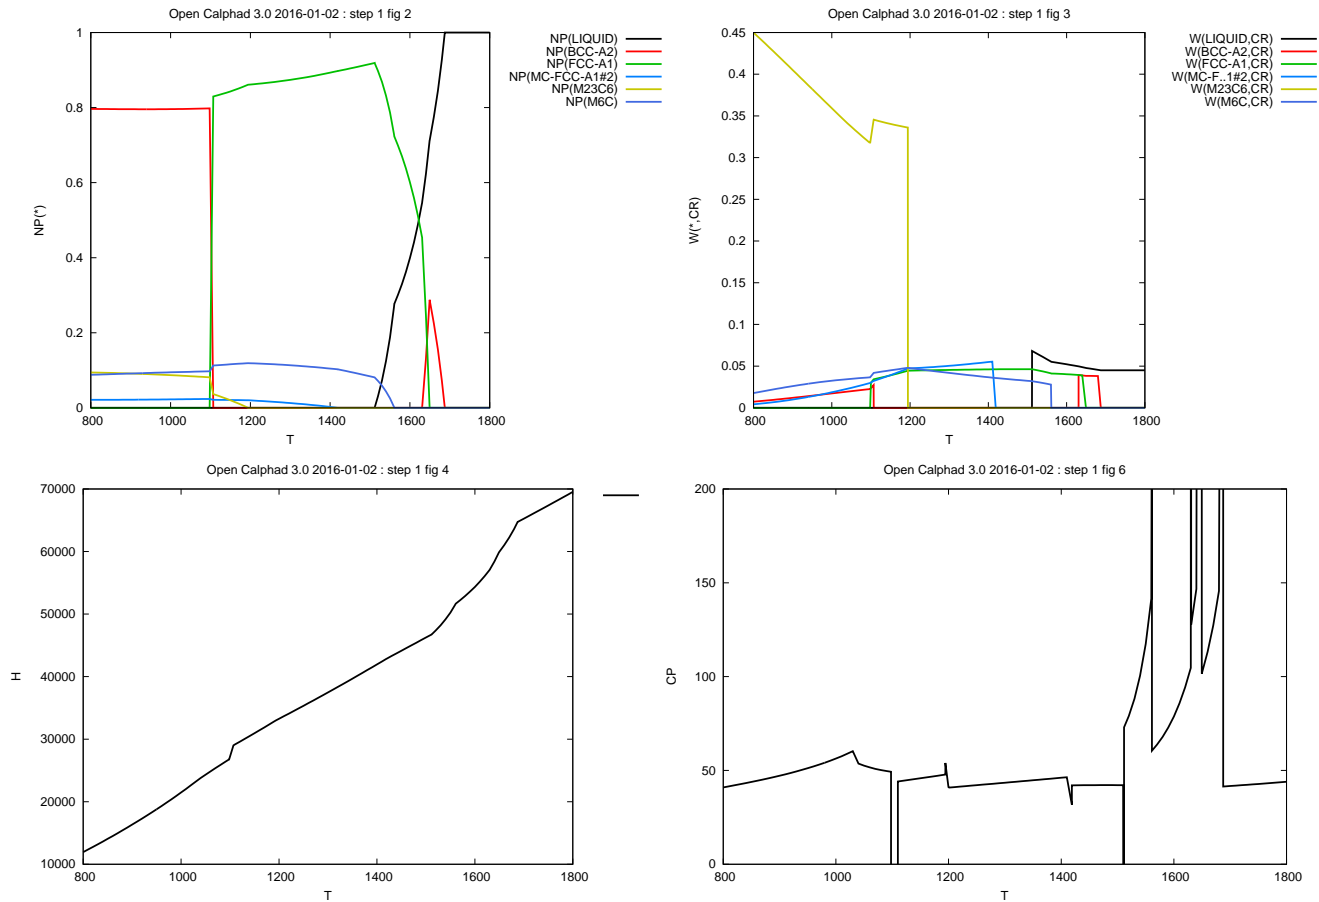 Open Calphad 3.0 2016-01-02 : step 1 fig 2
NP(*)
1
0.8
0.6
0.4
0.2
0
800
1000
1200
1400
1600
1800
T
NP(LIQUID)
NP(BCC-A2)
NP(FCC-A1)
NP(MC-FCC-A1#2)
NP(M23C6)
NP(M6C)
Open Calphad 3.0 2016-01-02 : step 1 fig 3
W(*,CR)
0.45
0.4
0.35
0.3
0.25
0.2
0.15
0.1
0.05
0
800
1000
1200
1400
1600
1800
T
W(LIQUID,CR)
W(BCC-A2,CR)
W(FCC-A1,CR)
W(MC-F..1#2,CR)
W(M23C6,CR)
W(M6C,CR)
Open Calphad 3.0 2016-01-02 : step 1 fig 4
H
70000
60000
50000
40000
30000
20000
10000
800
1000
1200
1400
1600
1800
T
Open Calphad 3.0 2016-01-02 : step 1 fig 6
CP
200
150
100
50
0
800
1000
1200
1400
1600
1800
T